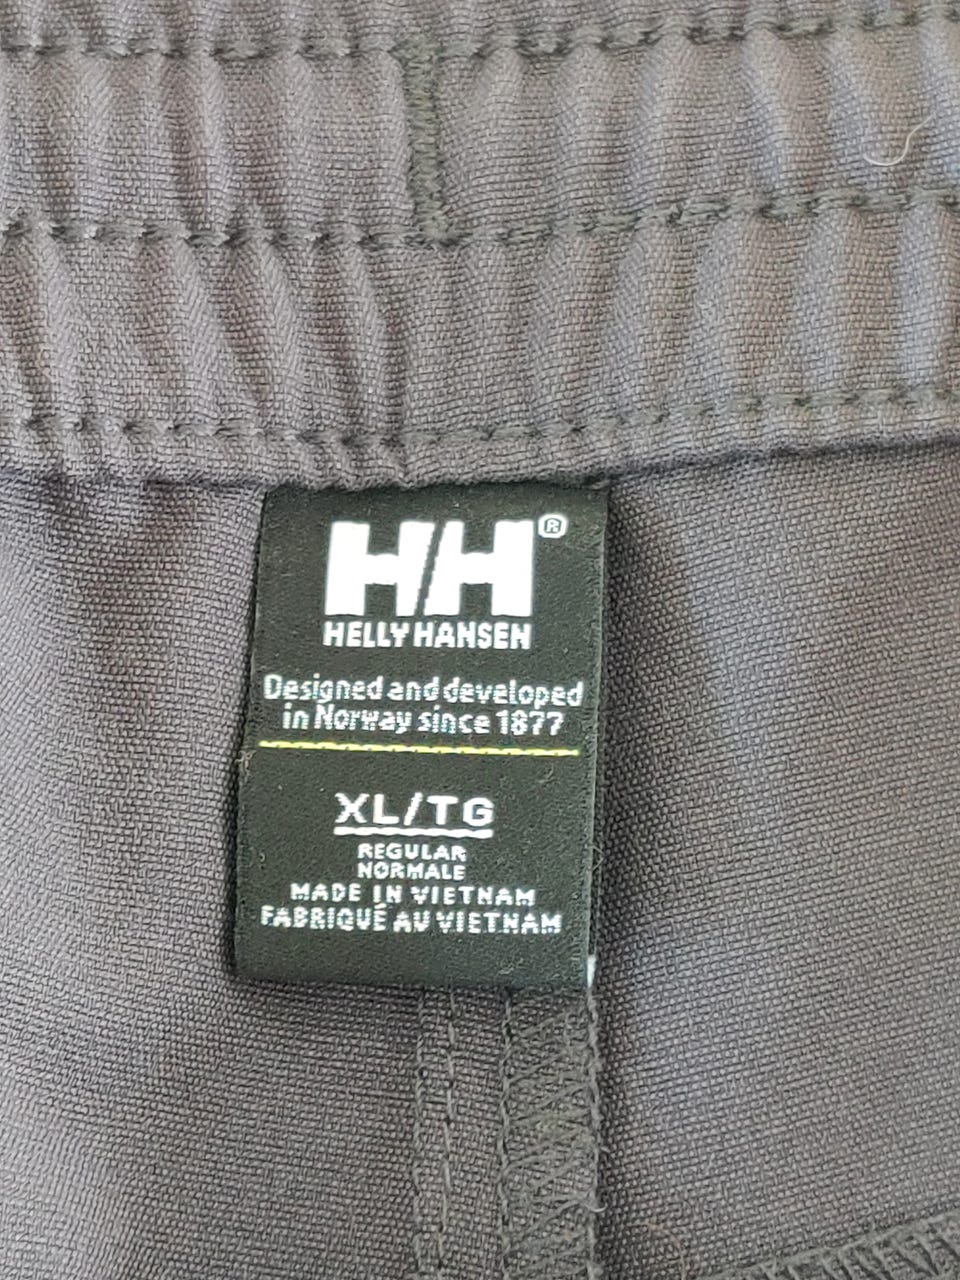 HH®
HELLY HANSEN
Designed and developed
in Norway since 1877
XL/TG
REGULAR
NORMALE
MADE IN VIETNAM
FABRIQUÉ AU VIETNAM